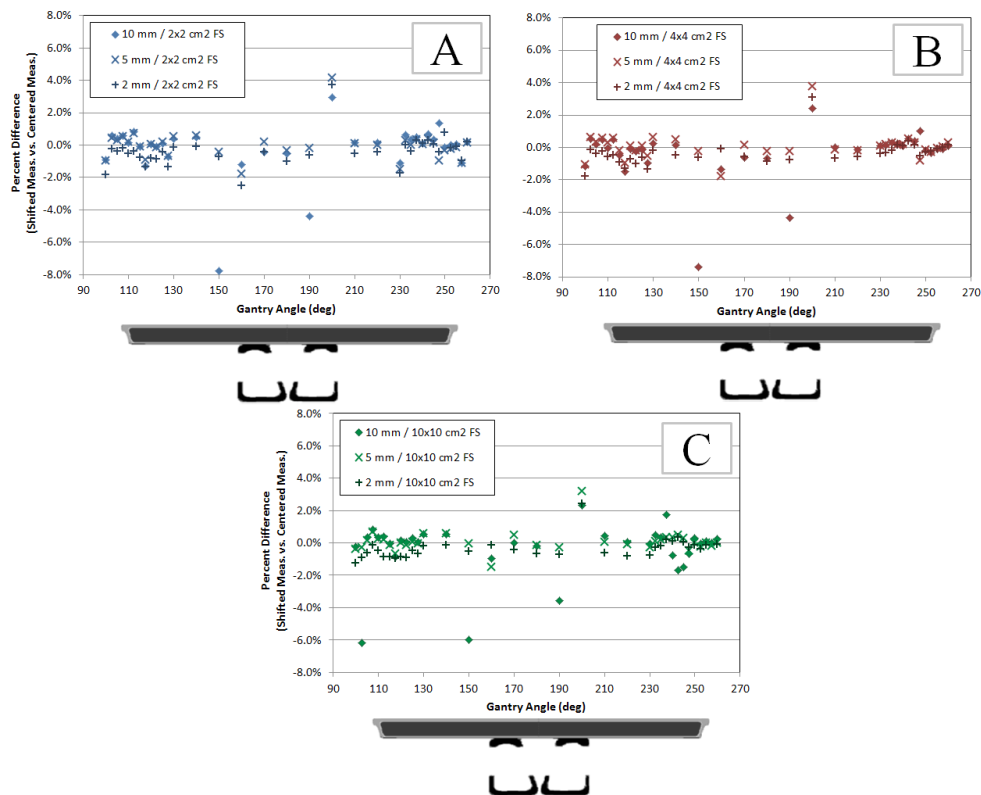 A
10 mm / 2x2 cm2 FS
5 mm / 2x2 cm2 FS
2 mm / 2x2 cm2 FS
Percent Difference
(Shifted Meas. vs. Centered Meas.)
8.0%
6.0%
4.0%
2.0%
0.0%
-2.0%
-4.0%
-6.0%
-8.0%
90 110 130 150 170 190 210 230 250 270
Gantry Angle (deg)
B
10 mm / 4x4 cm2 FS
5 mm / 4x4 cm2 FS
2 mm / 4x4 cm2 FS
8.0%
6.0%
4.0%
2.0%
0.0%
-2.0%
-4.0%
-6.0%
-8.0%
90 110 130 150 170 190 210 230 250 270
Gantry Angle (deg)
C
10 mm / 10x10 cm2 FS
5 mm / 10x10 cm2 FS
2 mm / 10x10 cm2 FS
Percent Difference
(Shifted Meas. vs. Centered Meas.)
8.0%
6.0%
4.0%
2.0%
0.0%
-2.0%
-4.0%
-6.0%
-8.0%
90 110 130 150 170 190 210 230 250 270
Gantry Angle (deg)